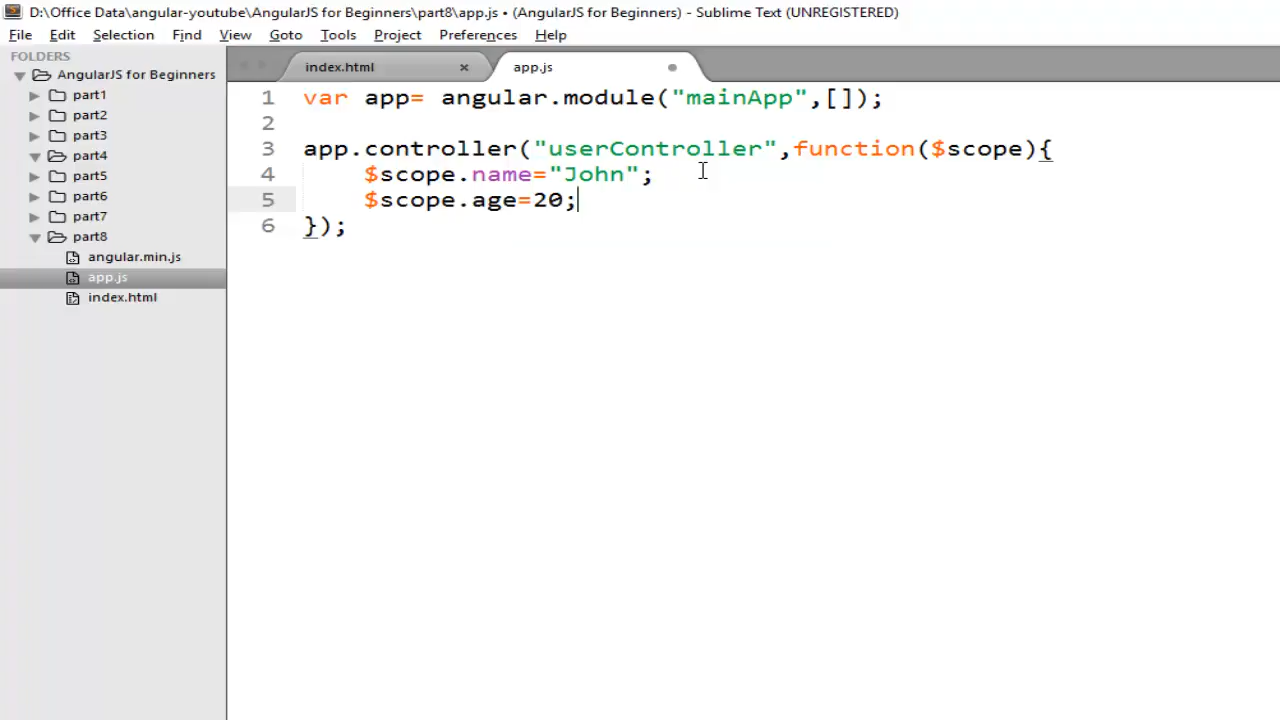 D:\Office Data\angular-youtube\AngularJS for Beginners\part8\app.js • (AngularJS for Beginners) - Sublime Text (UNREGISTERED)
File Edit Selection Find View Goto Tools Project Preferences Help
FOLDERS
AngularJS for Beginners
part1
part2
part3
part4
part5
part6
part7
part8
angular.min.js
app.js
index.html
index.html × app.js
1 var app= angular.module("mainApp",[]);
2
3 app.controller("userController",function($scope){
4 $scope.name="John";
5 $scope.age=20;
6 });